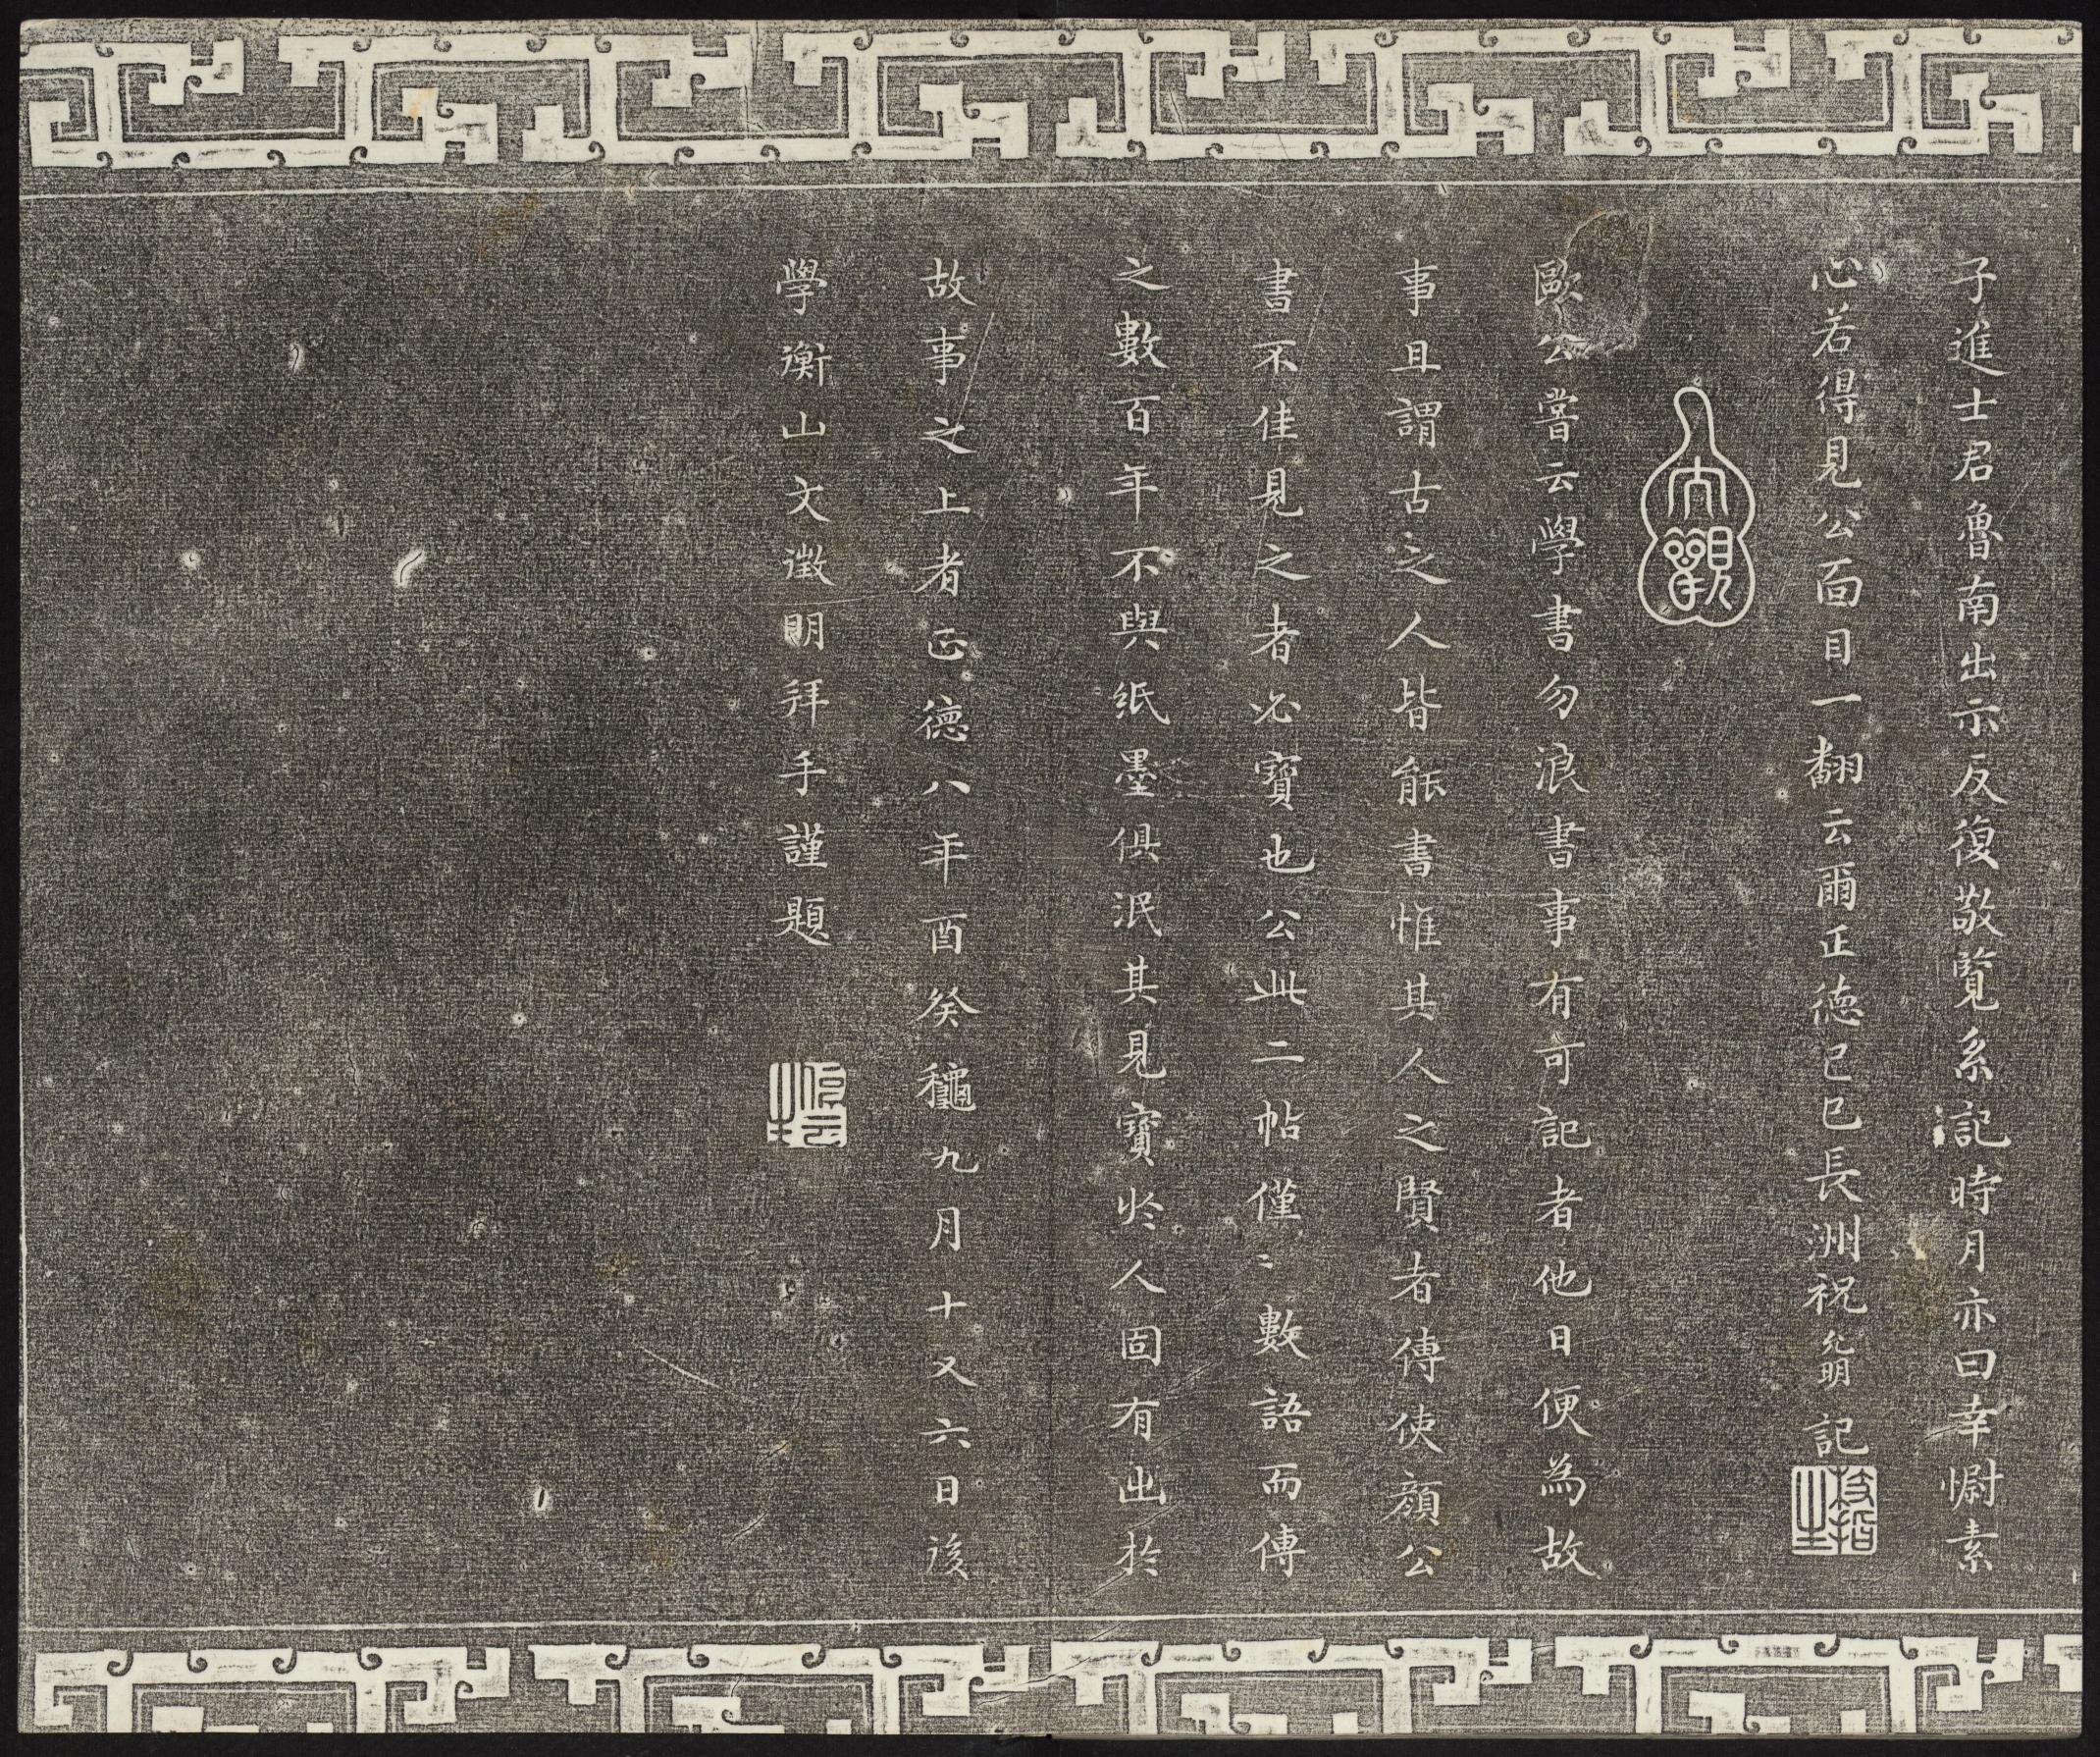 子進士君魯南出示反復敬覽系記時月亦曰幸慰素
心若得見公面目一翻云爾正德己巳長洲祝允明記
枝指生
大觀
歐公嘗云學書勿浪書事有可記者他日便為故
事且謂古之人皆能書惟其人之賢者傳使顏公
書不佳見之者必寶也公此二帖僅〻數語而傳
之數百年不與紙墨俱泯其見寶於人固有出於
故事之上者正德八年酉癸龝九月十又六日後
學衡山文徵明拜手謹題